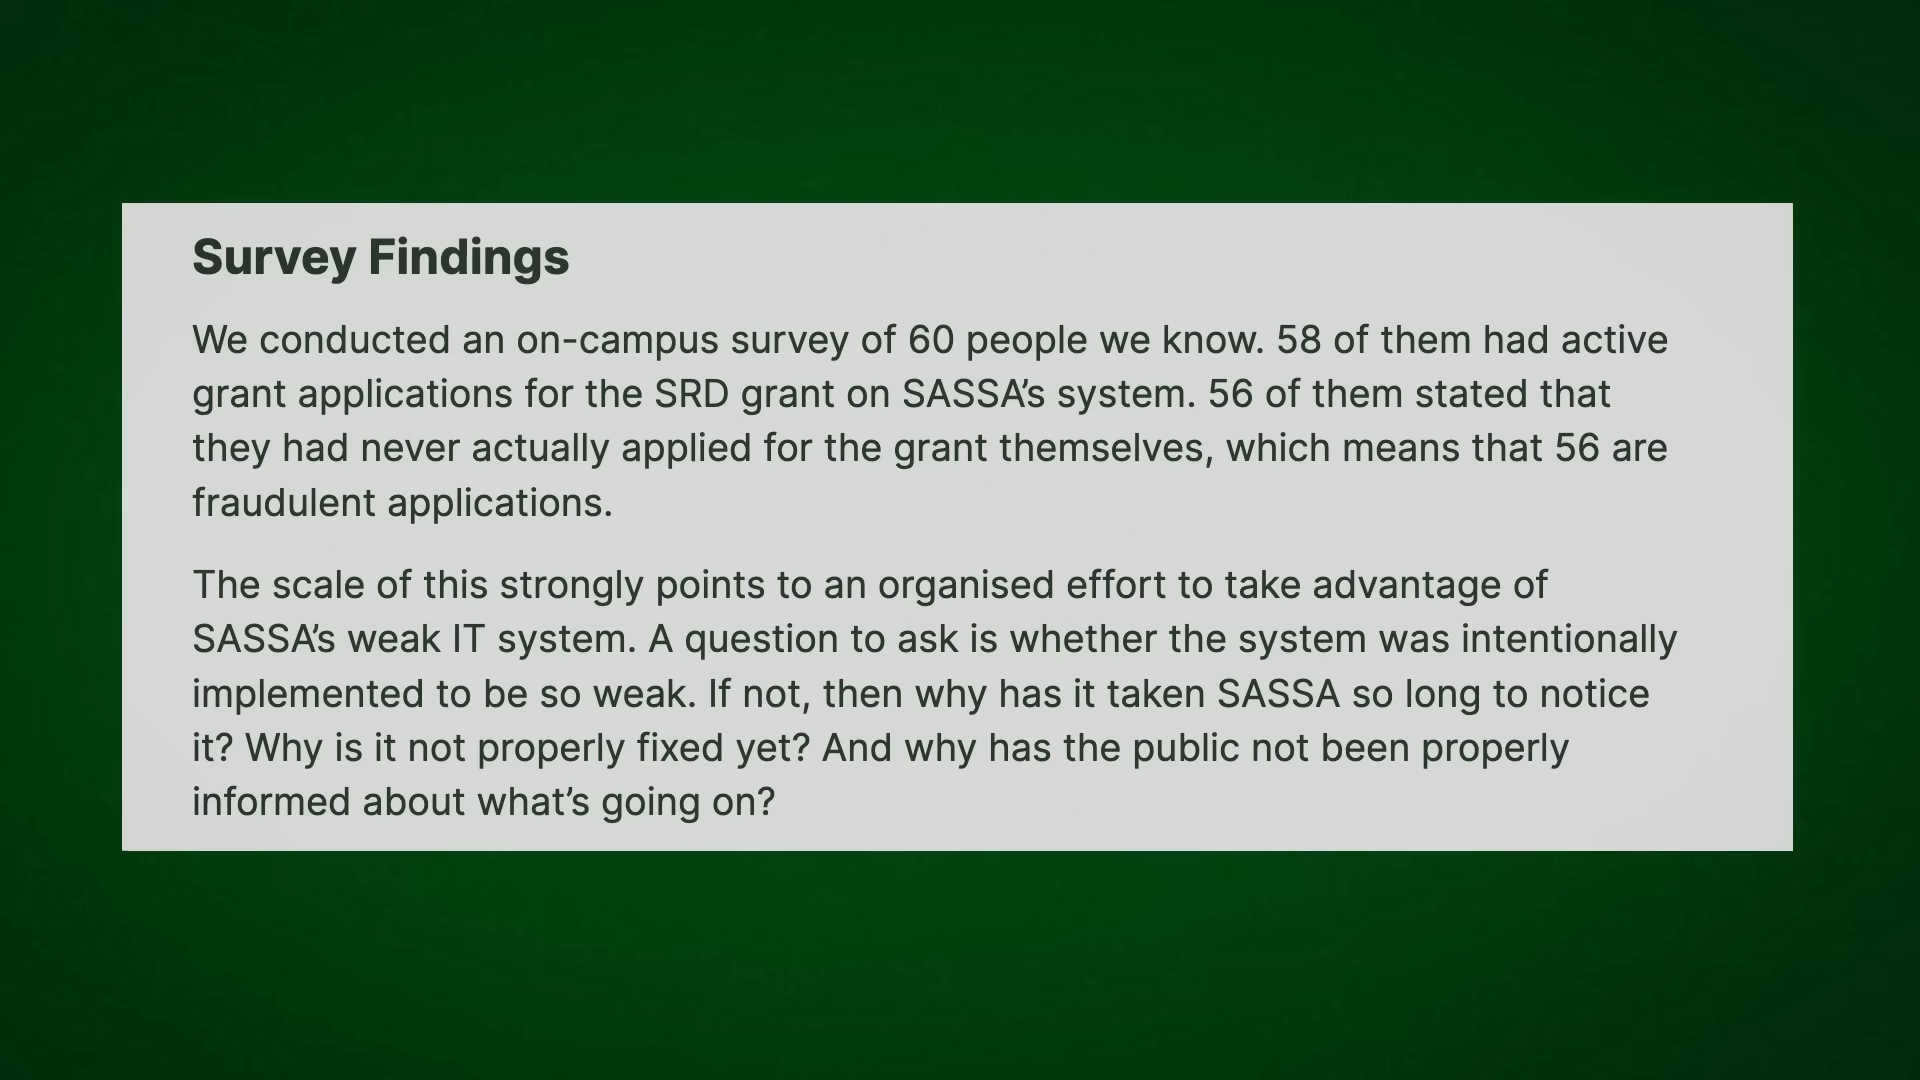 Survey Findings
We conducted an on-campus survey of 60 people we know. 58 of them had active
grant applications for the SRD grant on SASSA’s system. 56 of them stated that
they had never actually applied for the grant themselves, which means that 56 are
fraudulent applications.
The scale of this strongly points to an organised effort to take advantage of
SASSA’s weak IT system. A question to ask is whether the system was intentionally
implemented to be so weak. If not, then why has it taken SASSA so long to notice
it? Why is it not properly fixed yet? And why has the public not been properly
informed about what’s going on?